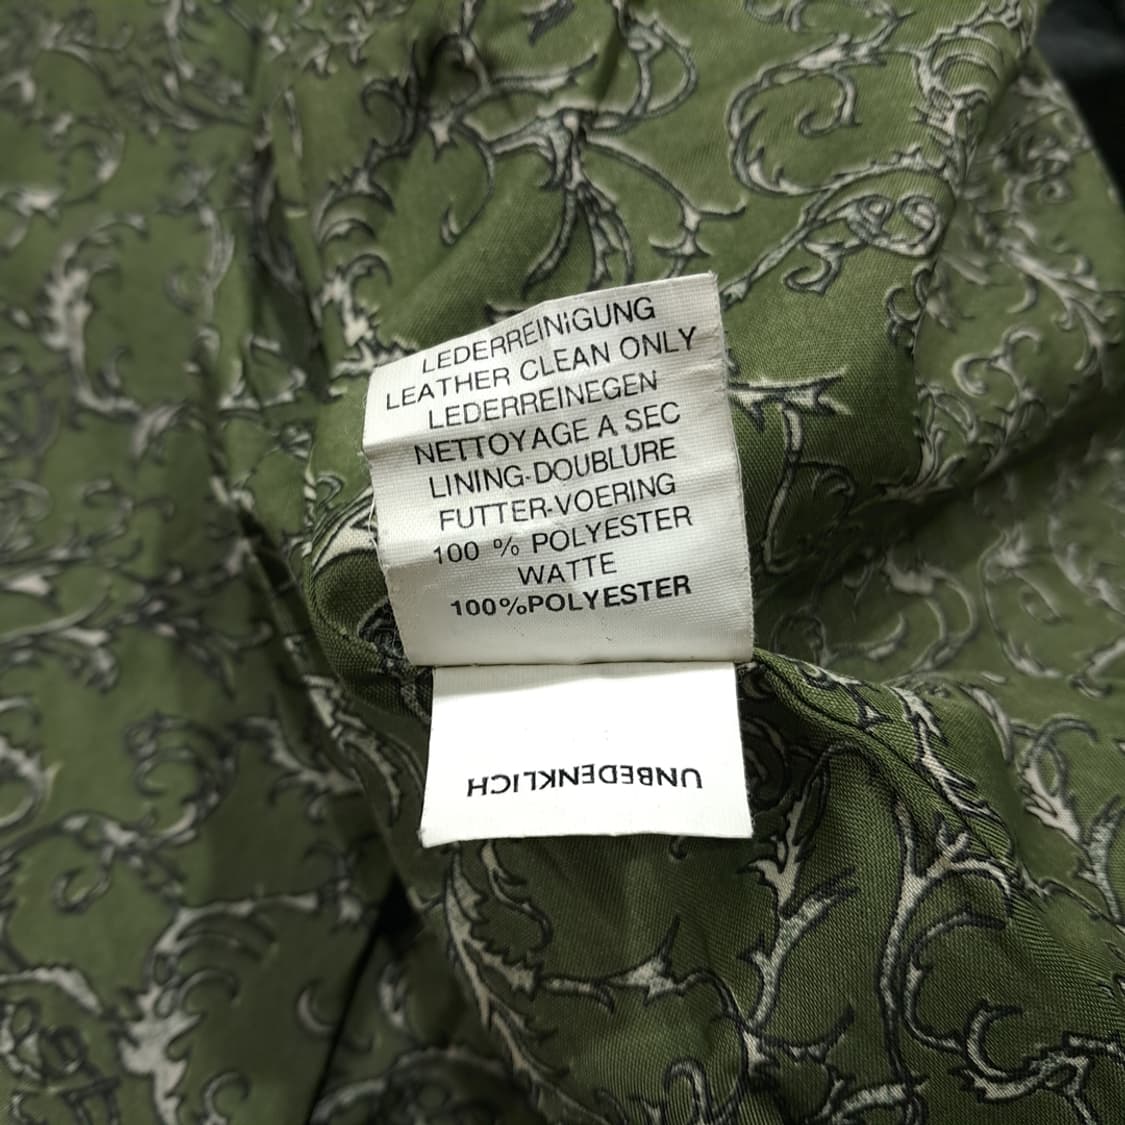 LEDERREINiGUNG
LEATHER CLEAN ONLY
LEDERREINEGEN
NETTOYAGE A SEC
LINING-DOUBLURE
FUTTER-VOERING
100 % POLYESTER
WATTE
100%POLYESTER
UNBEDENKLICH